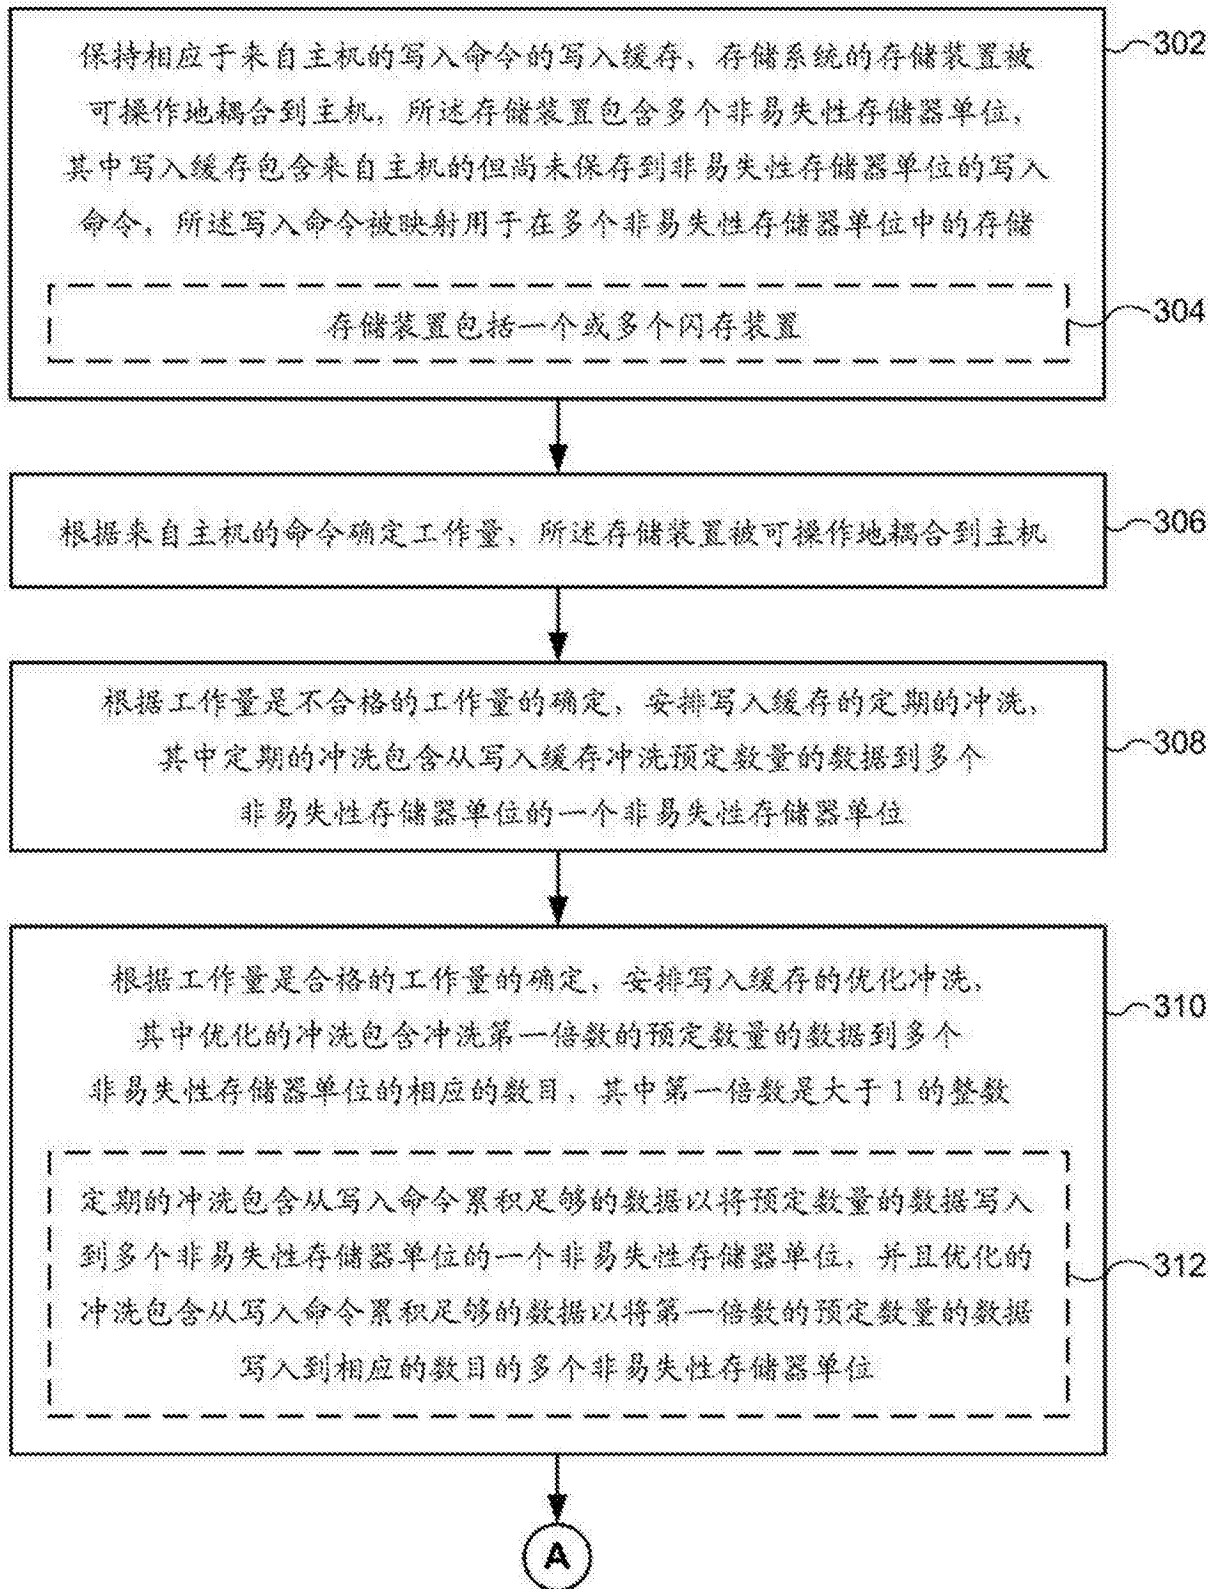 保持相应于来自主机的写入命令的写入缓存，存储系统的存储装置被
可操作地耦合到主机，所述存储装置包含多个非易失性存储器单位，
其中写入缓存包含来自主机的但尚未保存到非易失性存储器单位的写入
命令，所述写入命令被映射用于在多个非易失性存储器单位中的存储
302
存储装置包括一个或多个闪存装置
304
根据来自主机的命令确定工作量，所述存储装置被可操作地耦合到主机
306
根据工作量是不合格的工作量的确定，安排写入缓存的定期的冲洗，
其中定期的冲洗包含从写入缓存冲洗预定数量的数据到多个
非易失性存储器单位的一个非易失性存储器单位
308
根据工作量是合格的工作量的确定，安排写入缓存的优化冲洗，
其中优化的冲洗包含冲洗第一倍数的预定数量的数据到多个
非易失性存储器单位的相应的数目，其中第一倍数是大于1的整数
310
定期的冲洗包含从写入命令累积足够的数据以将预定数量的数据写入
到多个非易失性存储器单位的一个非易失性存储器单位，并且优化的
冲洗包含从写入命令累积足够的数据以将第一倍数的预定数量的数据
写入到相应的数目的多个非易失性存储器单位
312
A